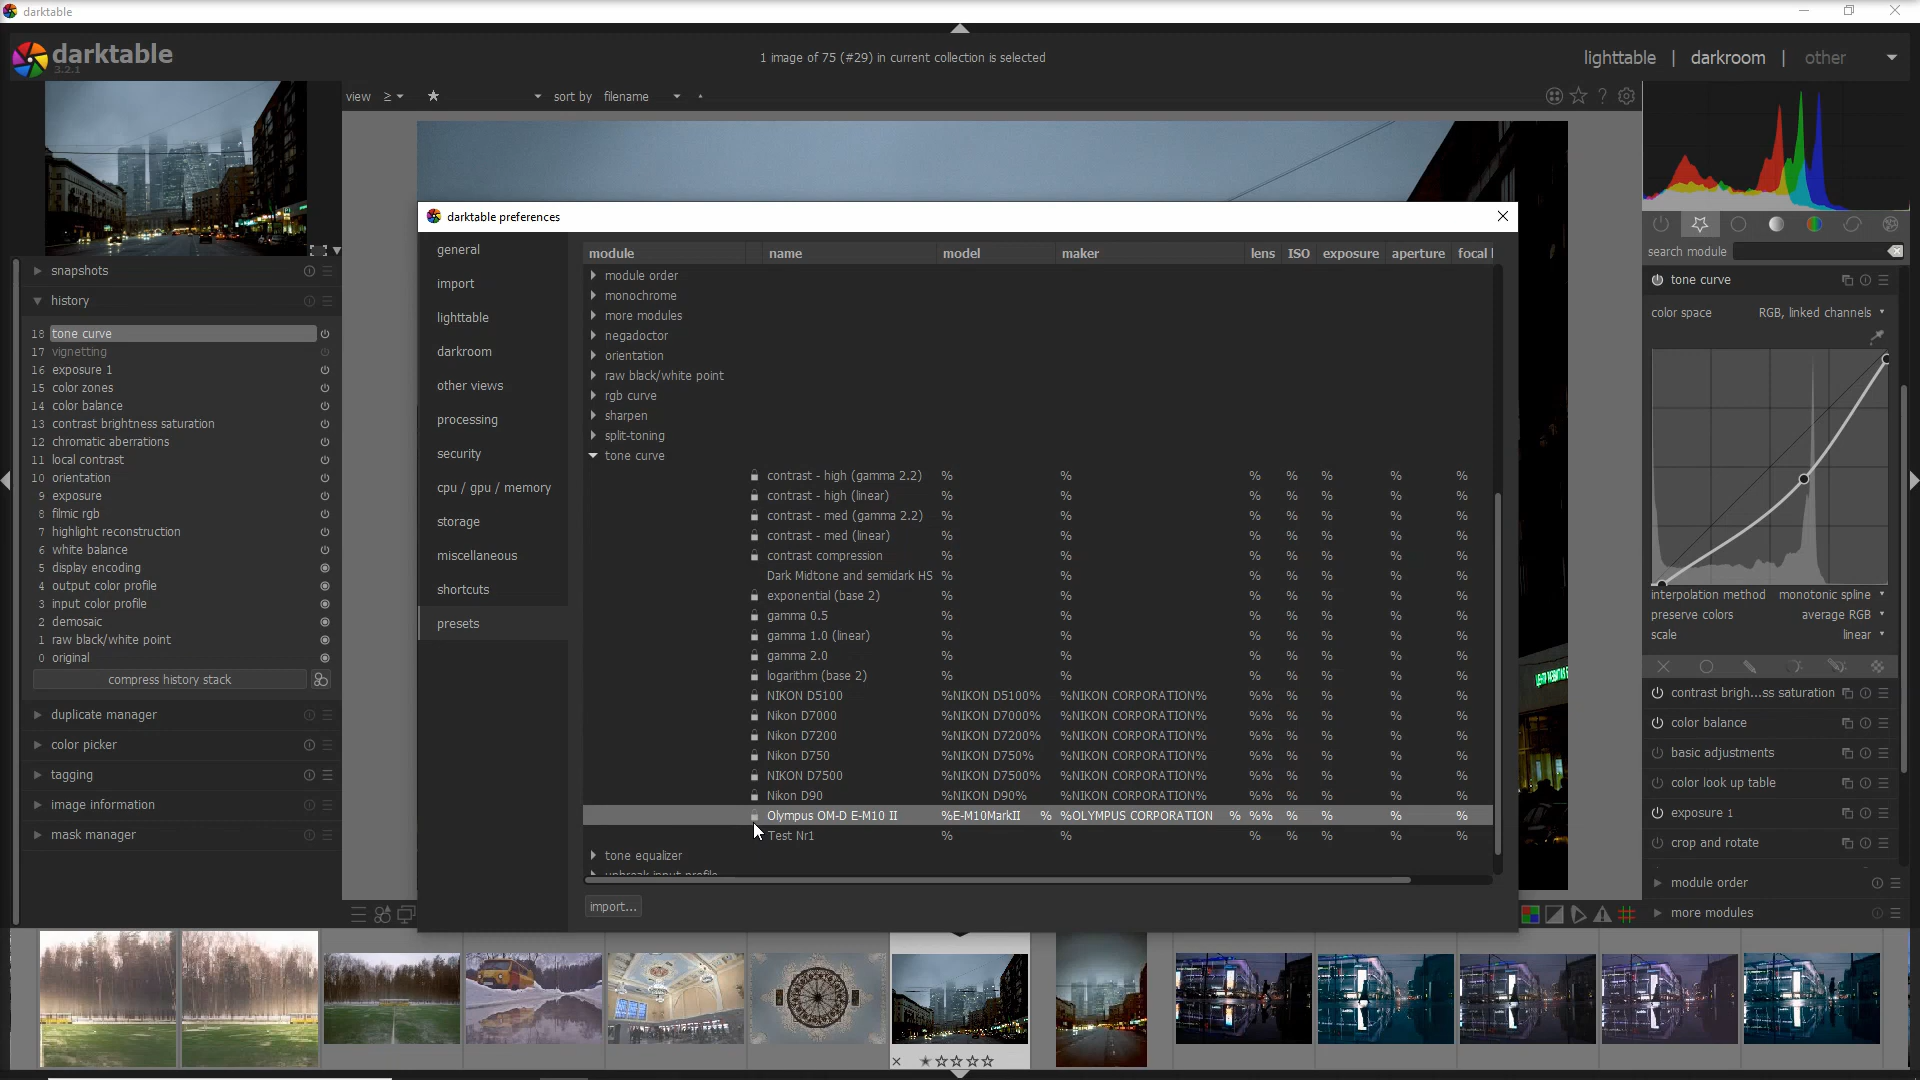 darktable
darktable
3.2.1
1 image of 75 (#29) in current collection is selected
lighttable | darkroom | other
view ≥ ★ sort by filename
search module
snapshots
history
18 tone curve
17 vignetting
16 exposure 1
15 color zones
14 color balance
13 contrast brightness saturation
12 chromatic aberrations
11 local contrast
10 orientation
9 exposure
8 filmic rgb
7 highlight reconstruction
6 white balance
5 display encoding
4 output color profile
3 input color profile
2 demosaic
1 raw black/white point
0 original
compress history stack
duplicate manager
color picker
tagging
image information
mask manager
darktable preferences
general
import
lighttable
darkroom
other views
processing
security
cpu / gpu / memory
storage
miscellaneous
shortcuts
presets
module name model maker lens ISO exposure aperture focal l
module order
monochrome
more modules
negadoctor
orientation
raw black/white point
rgb curve
sharpen
split-toning
tone curve
contrast - high (gamma 2.2) % % % % % % %
contrast - high (linear) % % % % % % %
contrast - med (gamma 2.2) % % % % % % %
contrast - med (linear) % % % % % % %
contrast compression % % % % % % %
Dark Midtone and semidark HS % % % % % % %
exponential (base 2) % % % % % % %
gamma 0.5 % % % % % % %
gamma 1.0 (linear) % % % % % % %
gamma 2.0 % % % % % % %
logarithm (base 2) % % % % % % %
NIKON D5100 %NIKON D5100% %NIKON CORPORATION% %% % % % %
Nikon D7000 %NIKON D7000% %NIKON CORPORATION% %% % % % %
Nikon D7200 %NIKON D7200% %NIKON CORPORATION% %% % % % %
Nikon D750 %NIKON D750% %NIKON CORPORATION% %% % % % %
NIKON D7500 %NIKON D7500% %NIKON CORPORATION% %% % % % %
Nikon D90 %NIKON D90% %NIKON CORPORATION% %% % % % %
Olympus OM-D E-M10 II %E-M10MarkII % %OLYMPUS CORPORATION % %% % % % %
Test Nr1 % % % % % % %
tone equalizer
unbreak input profile
import...
tone curve
color space RGB, linked channels
interpolation method monotonic spline
preserve colors average RGB
scale linear
contrast brigh...ss saturation
color balance
basic adjustments
color look up table
exposure 1
crop and rotate
module order
more modules